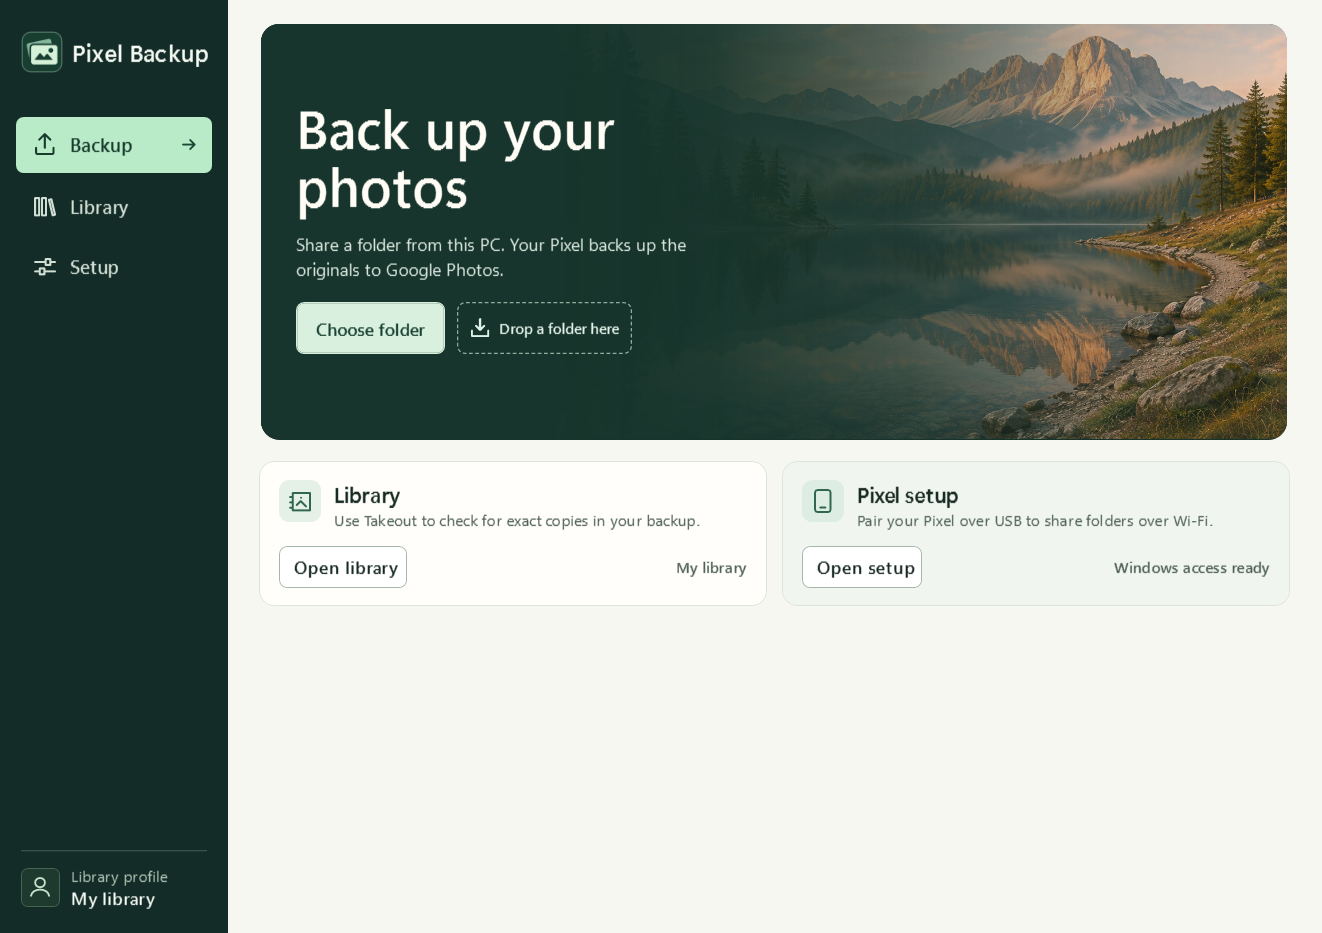 Pixel Backup
Backup
Library
Setup
Back up your
photos
Share a folder from this PC. Your Pixel backs up the
originals to Google Photos.
Choose folder
Drop a folder here
Library
Use Takeout to check for exact copies in your backup.
Open library
My library
Pixel setup
Pair your Pixel over USB to share folders over Wi-Fi.
Open setup
Windows access ready
Library profile
My library